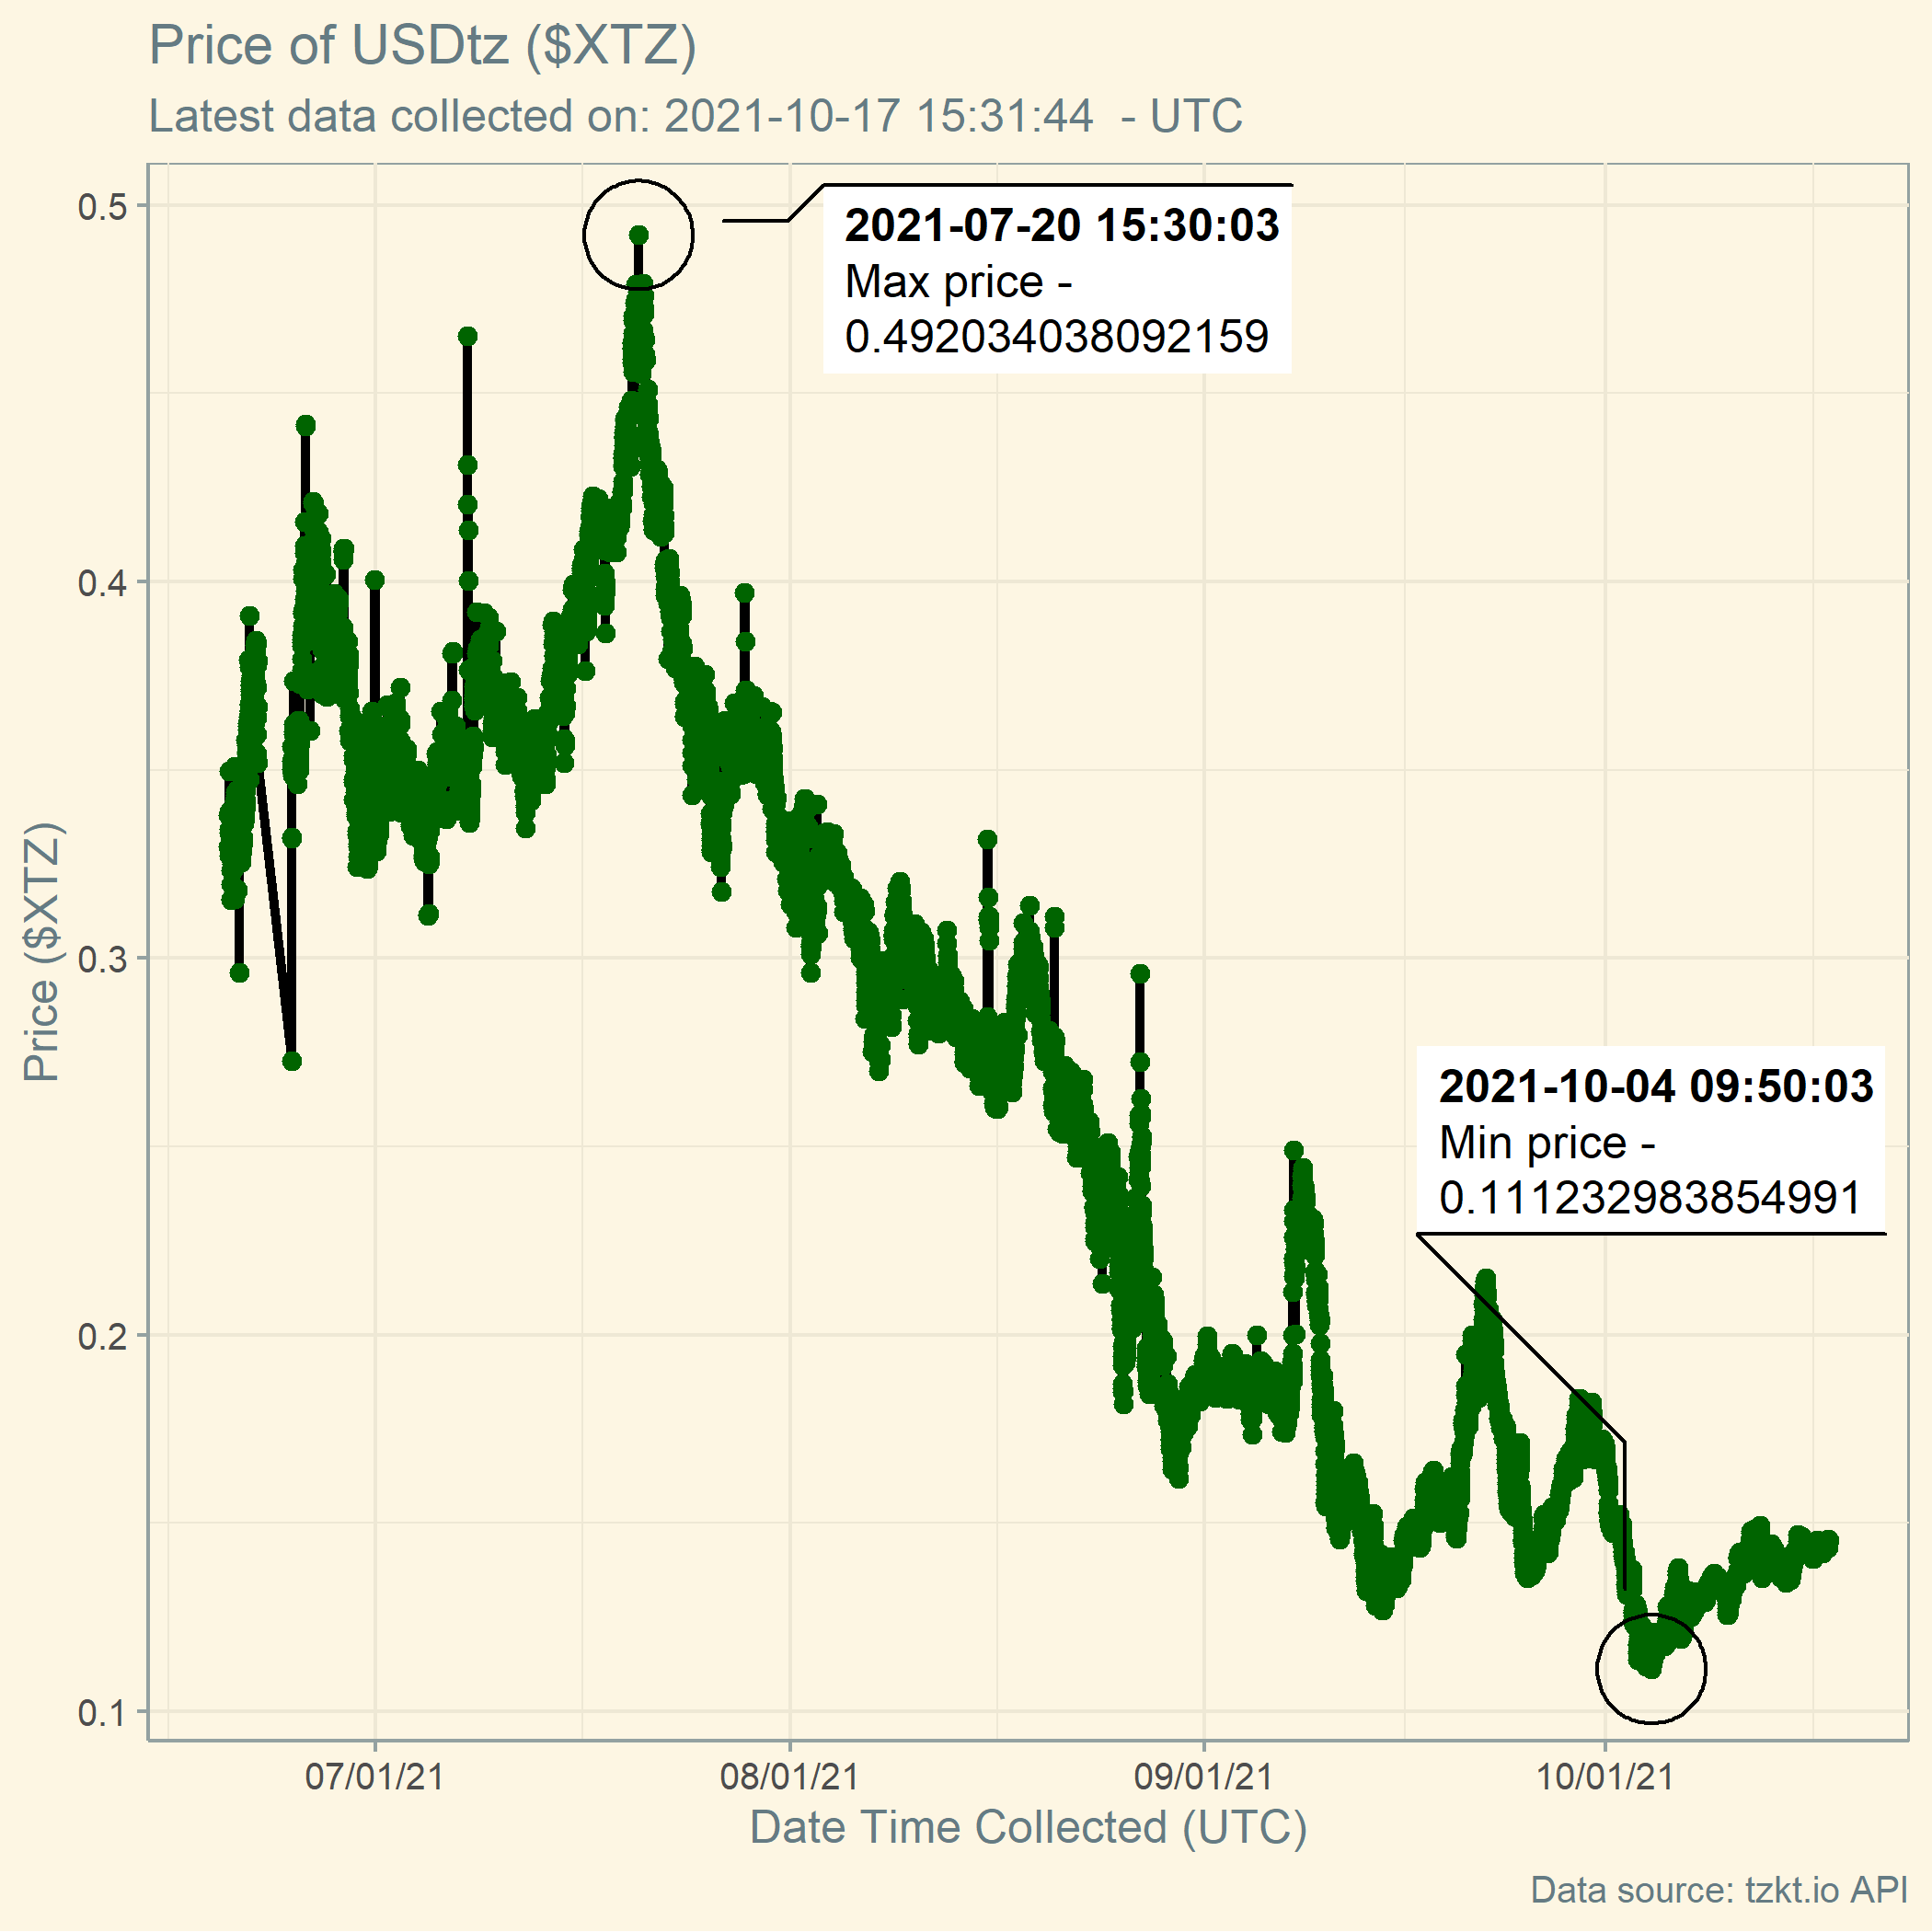 Price of USDtz ($XTZ)
Latest data collected on: 2021-10-17 15:31:44  - UTC
2021-07-20 15:30:03
Max price -
0.492034038092159
2021-10-04 09:50:03
Min price -
0.111232983854991
Price ($XTZ)
0.5
0.4
0.3
0.2
0.1
07/01/21
08/01/21
09/01/21
10/01/21
Date Time Collected (UTC)
Data source: tzkt.io API